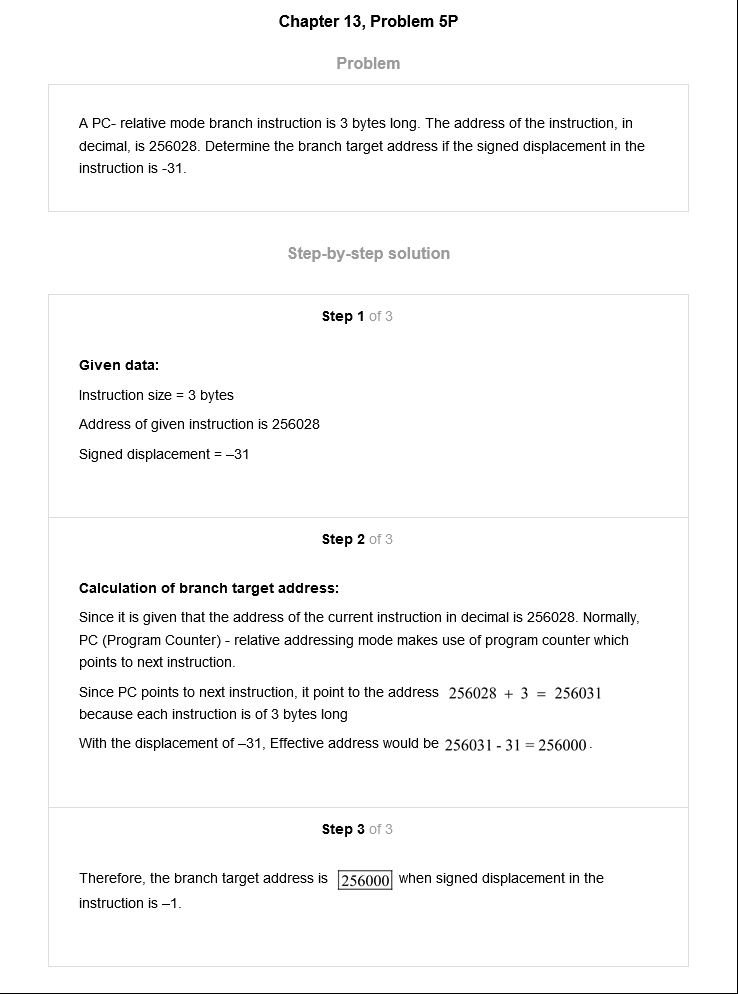 Chapter 13, Problem 5P
Problem
A PC- relative mode branch instruction is 3 bytes long. The address of the instruction, in
decimal, is 256028. Determine the branch target address if the signed displacement in the
instruction is -31.
Step-by-step solution
Step 1 of 3
Given data:
Instruction size = 3 bytes
Address of given instruction is 256028
Signed displacement = –31
Step 2 of 3
Calculation of branch target address:
Since it is given that the address of the current instruction in decimal is 256028. Normally,
PC (Program Counter) - relative addressing mode makes use of program counter which
points to next instruction.
Since PC points to next instruction, it point to the address 256028 + 3 = 256031
because each instruction is of 3 bytes long
With the displacement of –31, Effective address would be 256031 - 31 = 256000.
Step 3 of 3
Therefore, the branch target address is 256000 when signed displacement in the
instruction is –1.